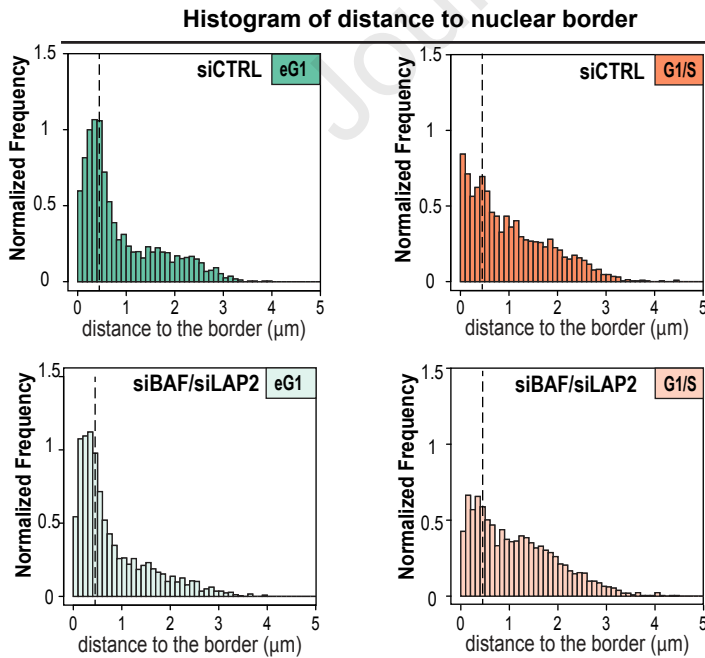 Histogram of distance to nuclear border
Jour
siCTRL eG1
Normalized Frequency
1.5
1
0.5
0
0 1 2 3 4 5
distance to the border (μm)
siCTRL G1/S
Normalized Frequency
1.5
1
0.5
0
0 1 2 3 4 5
distance to the border (μm)
siBAF/siLAP2 eG1
Normalized Frequency
1.5
1
0.5
0
0 1 2 3 4 5
distance to the border (μm)
siBAF/siLAP2 G1/S
Normalized Frequency
1.5
1
0.5
0
0 1 2 3 4 5
distance to the border (μm)